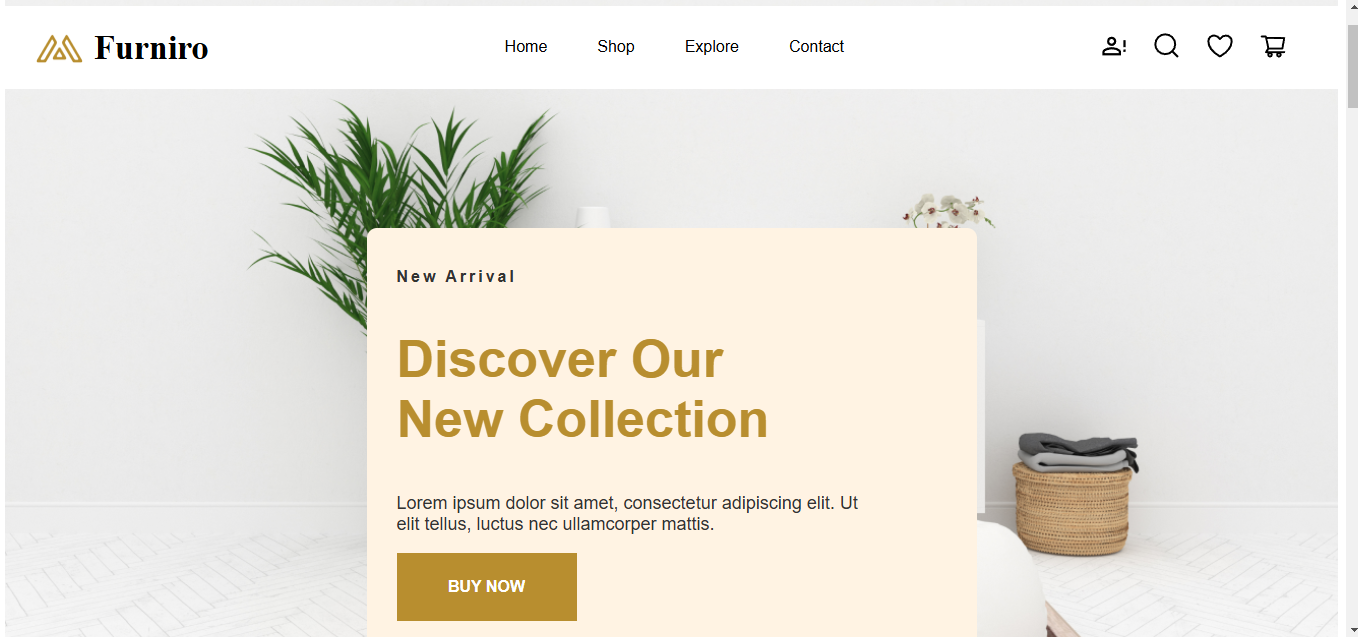 Furniro
Home
Shop
Explore
Contact
New Arrival
Discover Our
New Collection
Lorem ipsum dolor sit amet, consectetur adipiscing elit. Ut
elit tellus, luctus nec ullamcorper mattis.
BUY NOW